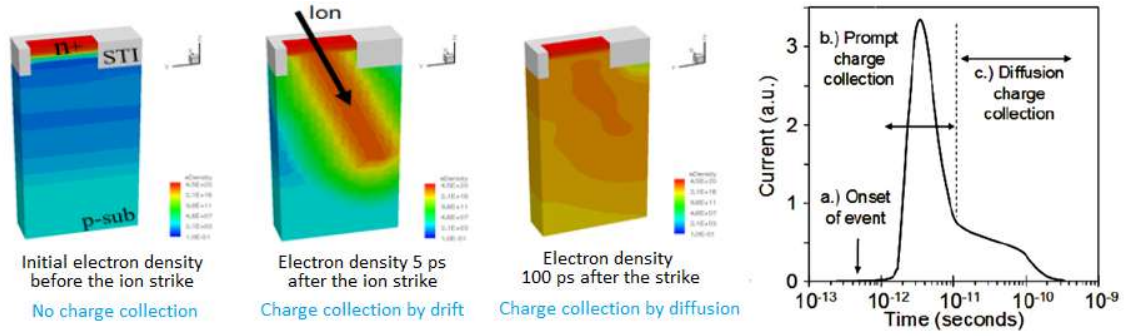 n+
STI
p-sub
Initial electron density
before the ion strike
No charge collection
Ion
Electron density 5 ps
after the ion strike
Charge collection by drift
Electron density
100 ps after the strike
Charge collection by diffusion
Current (a.u.)
3
2
1
0
b.) Prompt
charge
collection
c.) Diffusion
charge
collection
a.) Onset
of event
10-13 10-12 10-11 10-10 10-9
Time (seconds)